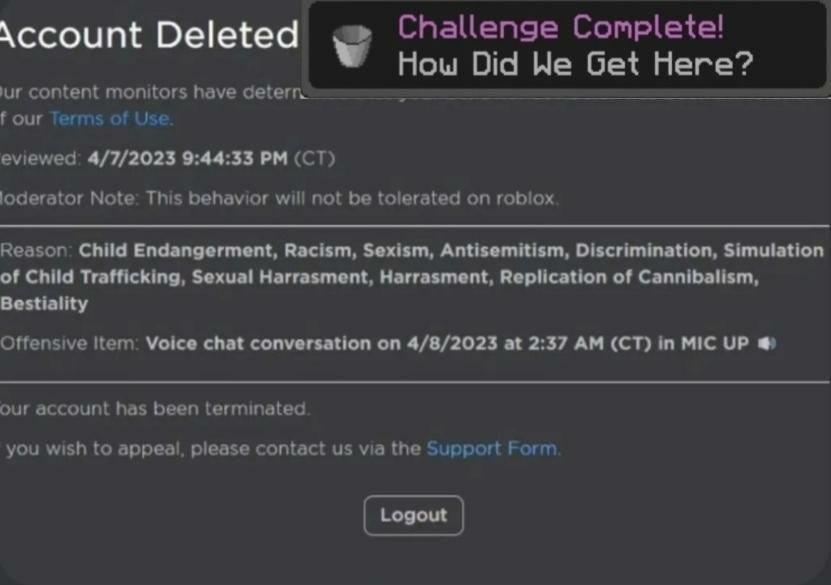 Account Deleted
Challenge Complete!
How Did We Get Here?
ur content monitors have determ
f our Terms of Use.
eviewed: 4/7/2023 9:44:33 PM (CT)
Moderator Note: This behavior will not be tolerated on roblox.
Reason: Child Endangerment, Racism, Sexism, Antisemitism, Discrimination, Simulation
of Child Trafficking, Sexual Harrasment, Harrasment, Replication of Cannibalism,
Bestiality
Offensive Item: Voice chat conversation on 4/8/2023 at 2:37 AM (CT) in MIC UP
our account has been terminated.
you wish to appeal, please contact us via the Support Form.
Logout